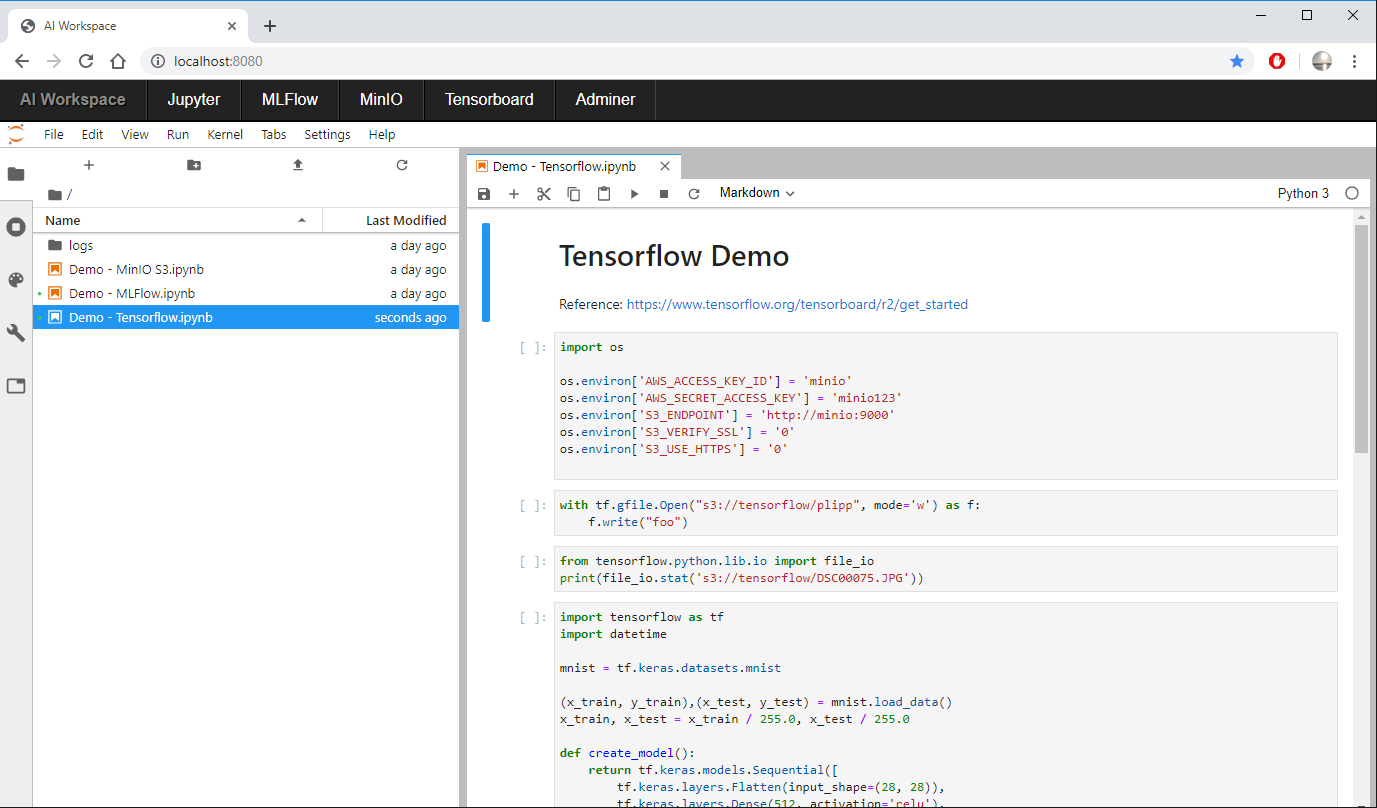 AI Workspace
localhost:8080
AI Workspace Jupyter MLFlow MinIO Tensorboard Adminer
File Edit View Run Kernel Tabs Settings Help
/
Name Last Modified
logs a day ago
Demo - MinIO S3.ipynb a day ago
Demo - MLFlow.ipynb a day ago
Demo - Tensorflow.ipynb seconds ago
Demo - Tensorflow.ipynb
Markdown Python 3
Tensorflow Demo
Reference: https://www.tensorflow.org/tensorboard/r2/get_started
[ ]: import os
os.environ['AWS_ACCESS_KEY_ID'] = 'minio'
os.environ['AWS_SECRET_ACCESS_KEY'] = 'minio123'
os.environ['S3_ENDPOINT'] = 'http://minio:9000'
os.environ['S3_VERIFY_SSL'] = '0'
os.environ['S3_USE_HTTPS'] = '0'
[ ]: with tf.gfile.Open("s3://tensorflow/plipp", mode='w') as f:
    f.write("foo")
[ ]: from tensorflow.python.lib.io import file_io
print(file_io.stat('s3://tensorflow/DSC00075.JPG'))
[ ]: import tensorflow as tf
import datetime
mnist = tf.keras.datasets.mnist
(x_train, y_train),(x_test, y_test) = mnist.load_data()
x_train, x_test = x_train / 255.0, x_test / 255.0
def create_model():
    return tf.keras.models.Sequential([
        tf.keras.layers.Flatten(input_shape=(28, 28)),
        tf.keras.layers.Dense(512, activation='relu'),